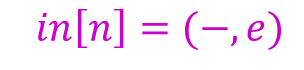 in[n] = (−, e)